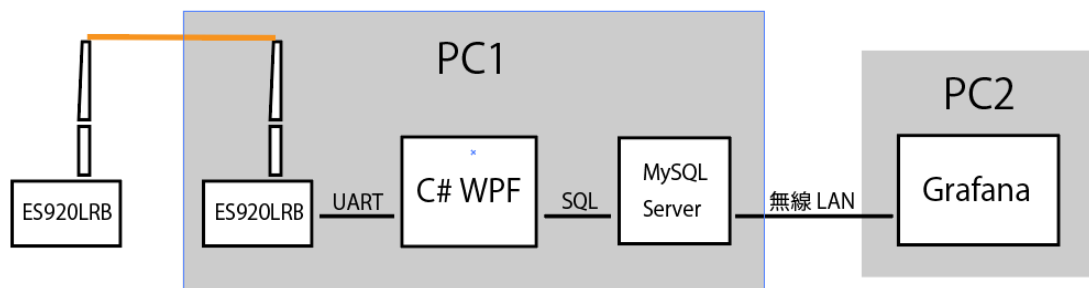 PC1
PC2
ES920LRB
ES920LRB
UART
C# WPF
SQL
MySQL
Server
無線 LAN
Grafana